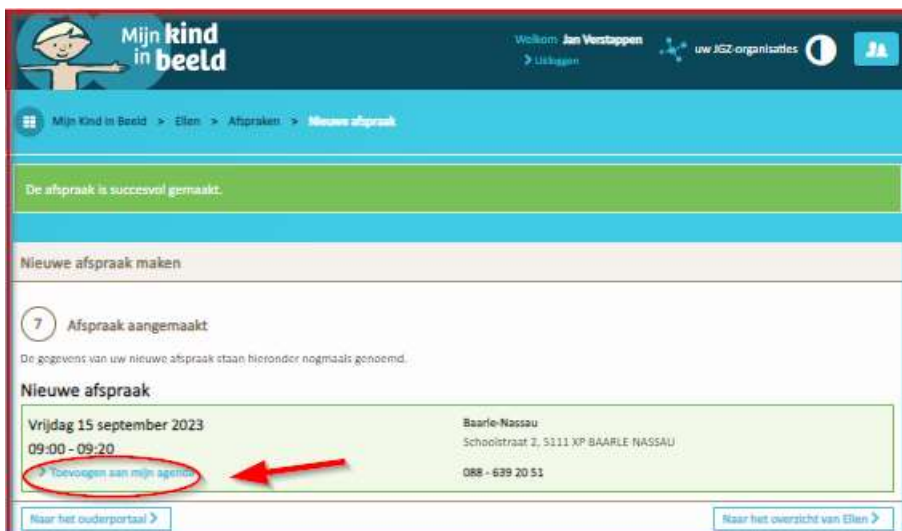 Mijn kind
in beeld
Welkom Jan Verstappen
> Uitloggen
uw JGZ-organisaties
Mijn Kind in Beeld > Ellen > Afspraken > Nieuwe afspraak
De afspraak is succesvol gemaakt.
Nieuwe afspraak maken
7 Afspraak aangemaakt
De gegevens van uw nieuwe afspraak staan hieronder nogmaals genoemd.
Nieuwe afspraak
Vrijdag 15 september 2023
09:00 - 09:20
> Toevoegen aan mijn agenda
Baarle-Nassau
Schoolstraat 2, 5111 XP BAARLE NASSAU
088 - 639 20 51
Naar het ouderportaal >
Naar het overzicht van Ellen >